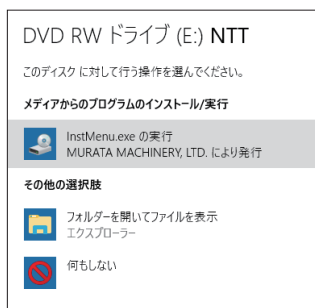 DVD RW ドライブ (E:) NTT
このディスク に対して行う操作を選んでください。
メディアからのプログラムのインストール/実行
InstMenu.exe の実行
MURATA MACHINERY, LTD. により発行
その他の選択肢
フォルダーを開いてファイルを表示
エクスプローラー
何もしない